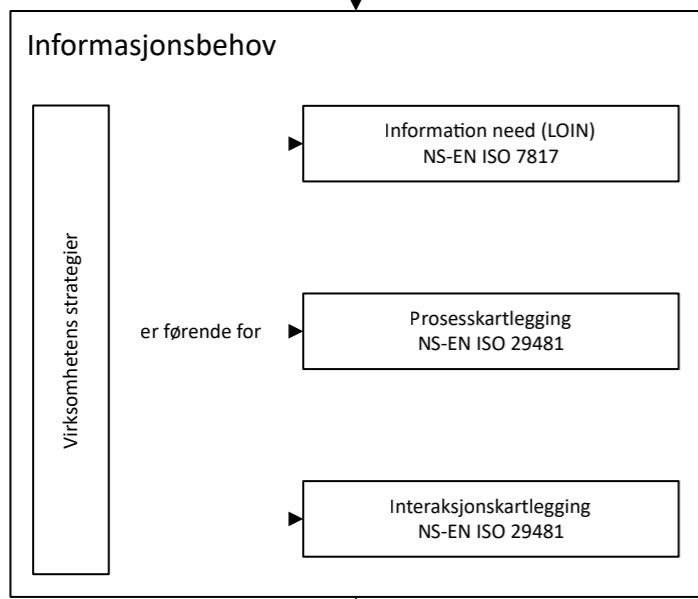 Informasjonsbehov
Virksomhetens strategier
er førende for
Information need (LOIN)
NS-EN ISO 7817
Prosesskartlegging
NS-EN ISO 29481
Interaksjonskartlegging
NS-EN ISO 29481